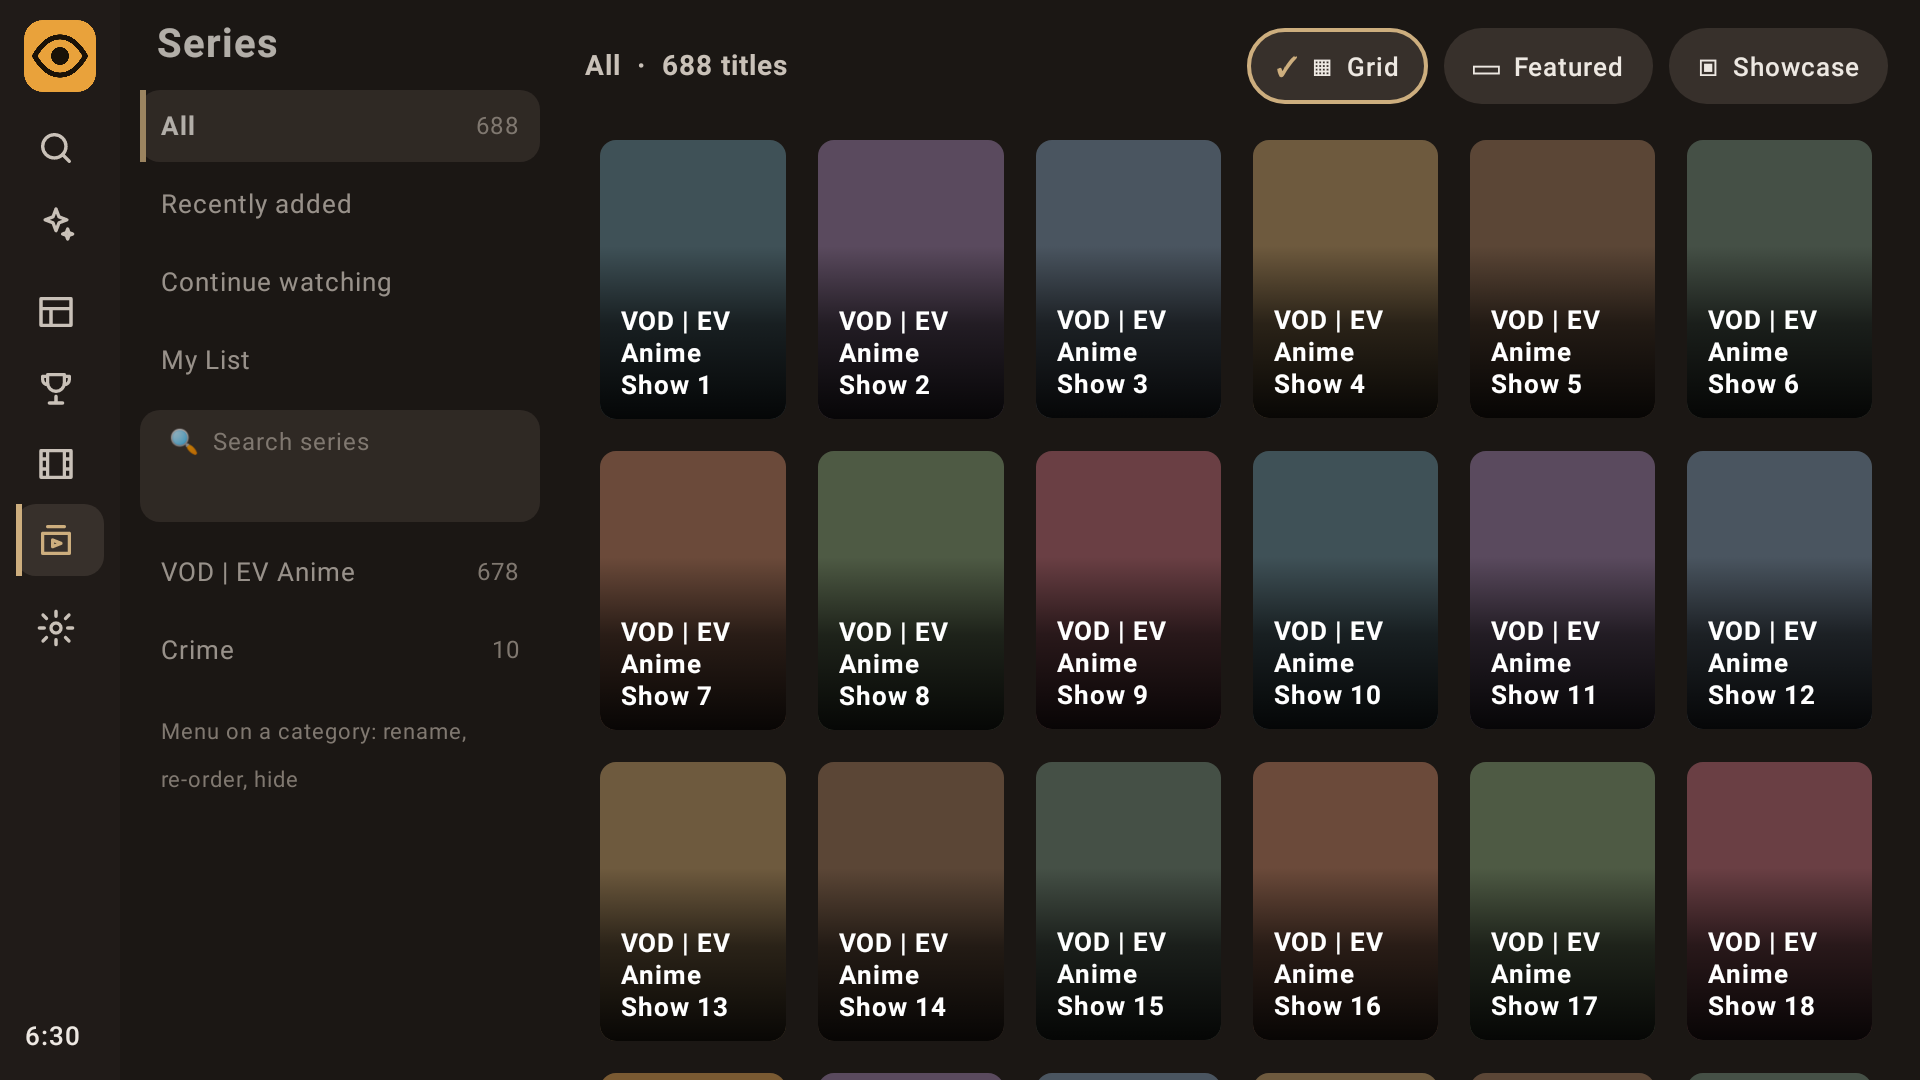 Series
All 688
Recently added
Continue watching
My List
Search series
VOD | EV Anime 678
Crime 10
Menu on a category: rename,
re-order, hide
6:30
All · 688 titles
✓ Grid
Featured
Showcase
VOD | EV
Anime
Show 1
VOD | EV
Anime
Show 2
VOD | EV
Anime
Show 3
VOD | EV
Anime
Show 4
VOD | EV
Anime
Show 5
VOD | EV
Anime
Show 6
VOD | EV
Anime
Show 7
VOD | EV
Anime
Show 8
VOD | EV
Anime
Show 9
VOD | EV
Anime
Show 10
VOD | EV
Anime
Show 11
VOD | EV
Anime
Show 12
VOD | EV
Anime
Show 13
VOD | EV
Anime
Show 14
VOD | EV
Anime
Show 15
VOD | EV
Anime
Show 16
VOD | EV
Anime
Show 17
VOD | EV
Anime
Show 18